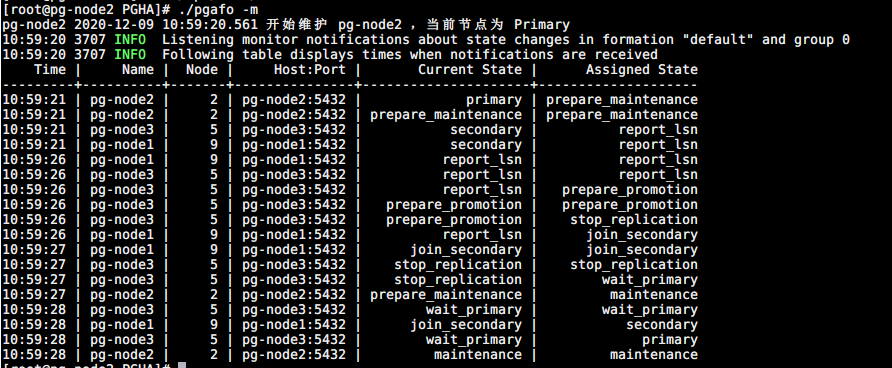 [root@pg-node2 PGHA]# ./pgafo -m
pg-node2 2020-12-09 10:59:20.561 开始维护 pg-node2 ，当前节点为 Primary
10:59:20 3707 INFO  Listening monitor notifications about state changes in formation "default" and group 0
10:59:20 3707 INFO  Following table displays times when notifications are received
    Time |     Name |  Node |      Host:Port |       Current State |      Assigned State
---------+----------+-------+----------------+---------------------+--------------------
10:59:21 | pg-node2 |     2 | pg-node2:5432 |             primary | prepare_maintenance
10:59:21 | pg-node2 |     2 | pg-node2:5432 | prepare_maintenance | prepare_maintenance
10:59:21 | pg-node3 |     5 | pg-node3:5432 |           secondary |          report_lsn
10:59:21 | pg-node1 |     9 | pg-node1:5432 |           secondary |          report_lsn
10:59:26 | pg-node1 |     9 | pg-node1:5432 |          report_lsn |          report_lsn
10:59:26 | pg-node3 |     5 | pg-node3:5432 |          report_lsn |          report_lsn
10:59:26 | pg-node3 |     5 | pg-node3:5432 |          report_lsn |   prepare_promotion
10:59:26 | pg-node3 |     5 | pg-node3:5432 |   prepare_promotion |   prepare_promotion
10:59:26 | pg-node3 |     5 | pg-node3:5432 |   prepare_promotion |    stop_replication
10:59:26 | pg-node1 |     9 | pg-node1:5432 |          report_lsn |      join_secondary
10:59:27 | pg-node1 |     9 | pg-node1:5432 |      join_secondary |      join_secondary
10:59:27 | pg-node3 |     5 | pg-node3:5432 |    stop_replication |    stop_replication
10:59:27 | pg-node3 |     5 | pg-node3:5432 |    stop_replication |        wait_primary
10:59:27 | pg-node2 |     2 | pg-node2:5432 | prepare_maintenance |         maintenance
10:59:28 | pg-node3 |     5 | pg-node3:5432 |        wait_primary |        wait_primary
10:59:28 | pg-node1 |     9 | pg-node1:5432 |      join_secondary |           secondary
10:59:28 | pg-node3 |     5 | pg-node3:5432 |        wait_primary |             primary
10:59:28 | pg-node2 |     2 | pg-node2:5432 |         maintenance |         maintenance
[root@pg-node2 PGHA]#